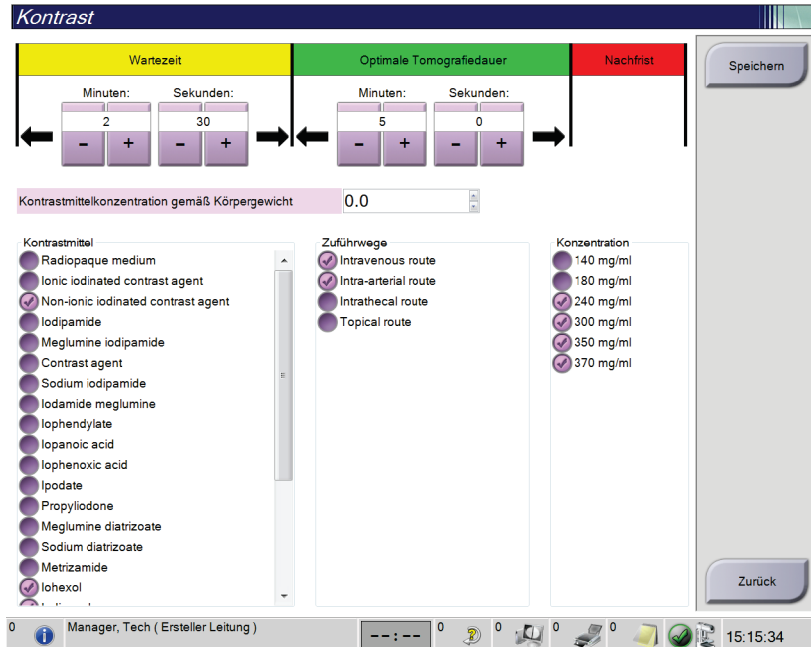 Kontrast
Wartezeit
Optimale Tomografiedauer
Nachfrist
Speichern
Minuten:
Sekunden:
Minuten:
Sekunden:
2
30
5
0
- + - + - + - +
Kontrastmittelkonzentration gemäß Körpergewicht
0.0
Kontrastmittel
Radiopaque medium
Ionic iodinated contrast agent
Non-ionic iodinated contrast agent
Iodipamide
Meglumine iodipamide
Contrast agent
Sodium iodipamide
Iodamide meglumine
Iophendylate
Iopanoic acid
Iophenoxic acid
Ipodate
Propyliodone
Meglumine diatrizoate
Sodium diatrizoate
Metrizamide
Iohexol
Zuführwege
Intravenous route
Intra-arterial route
Intrathecal route
Topical route
Konzentration
140 mg/ml
180 mg/ml
240 mg/ml
300 mg/ml
350 mg/ml
370 mg/ml
Zurück
0
Manager, Tech ( Ersteller Leitung )
--:--
0
0
0
0
15:15:34